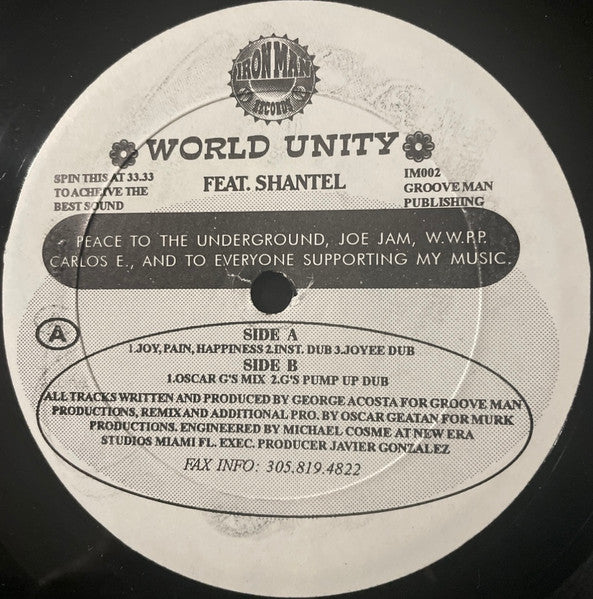 IRON MAN
RECORDS
WORLD UNITY
FEAT. SHANTEL
SPIN THIS AT 33.33
TO ACHEIVE THE
BEST SOUND
IM002
GROOVE MAN
PUBLISHING
PEACE TO THE UNDERGROUND, JOE JAM, W.W.P.P.
CARLOS E., AND TO EVERYONE SUPPORTING MY MUSIC.
A
SIDE A
1.JOY, PAIN, HAPPINESS 2.INST. DUB 3.JOYEE DUB
SIDE B
1.OSCAR G'S MIX 2.G'S PUMP UP DUB
ALL TRACKS WRITTEN AND PRODUCED BY GEORGE ACOSTA FOR GROOVE MAN
PRODUCTIONS, REMIX AND ADDITIONAL PRO. BY OSCAR GEATAN FOR MURK
PRODUCTIONS. ENGINEERED BY MICHAEL COSME AT NEW ERA
STUDIOS MIAMI FL. EXEC. PRODUCER JAVIER GONZALEZ
FAX INFO: 305.819.4822